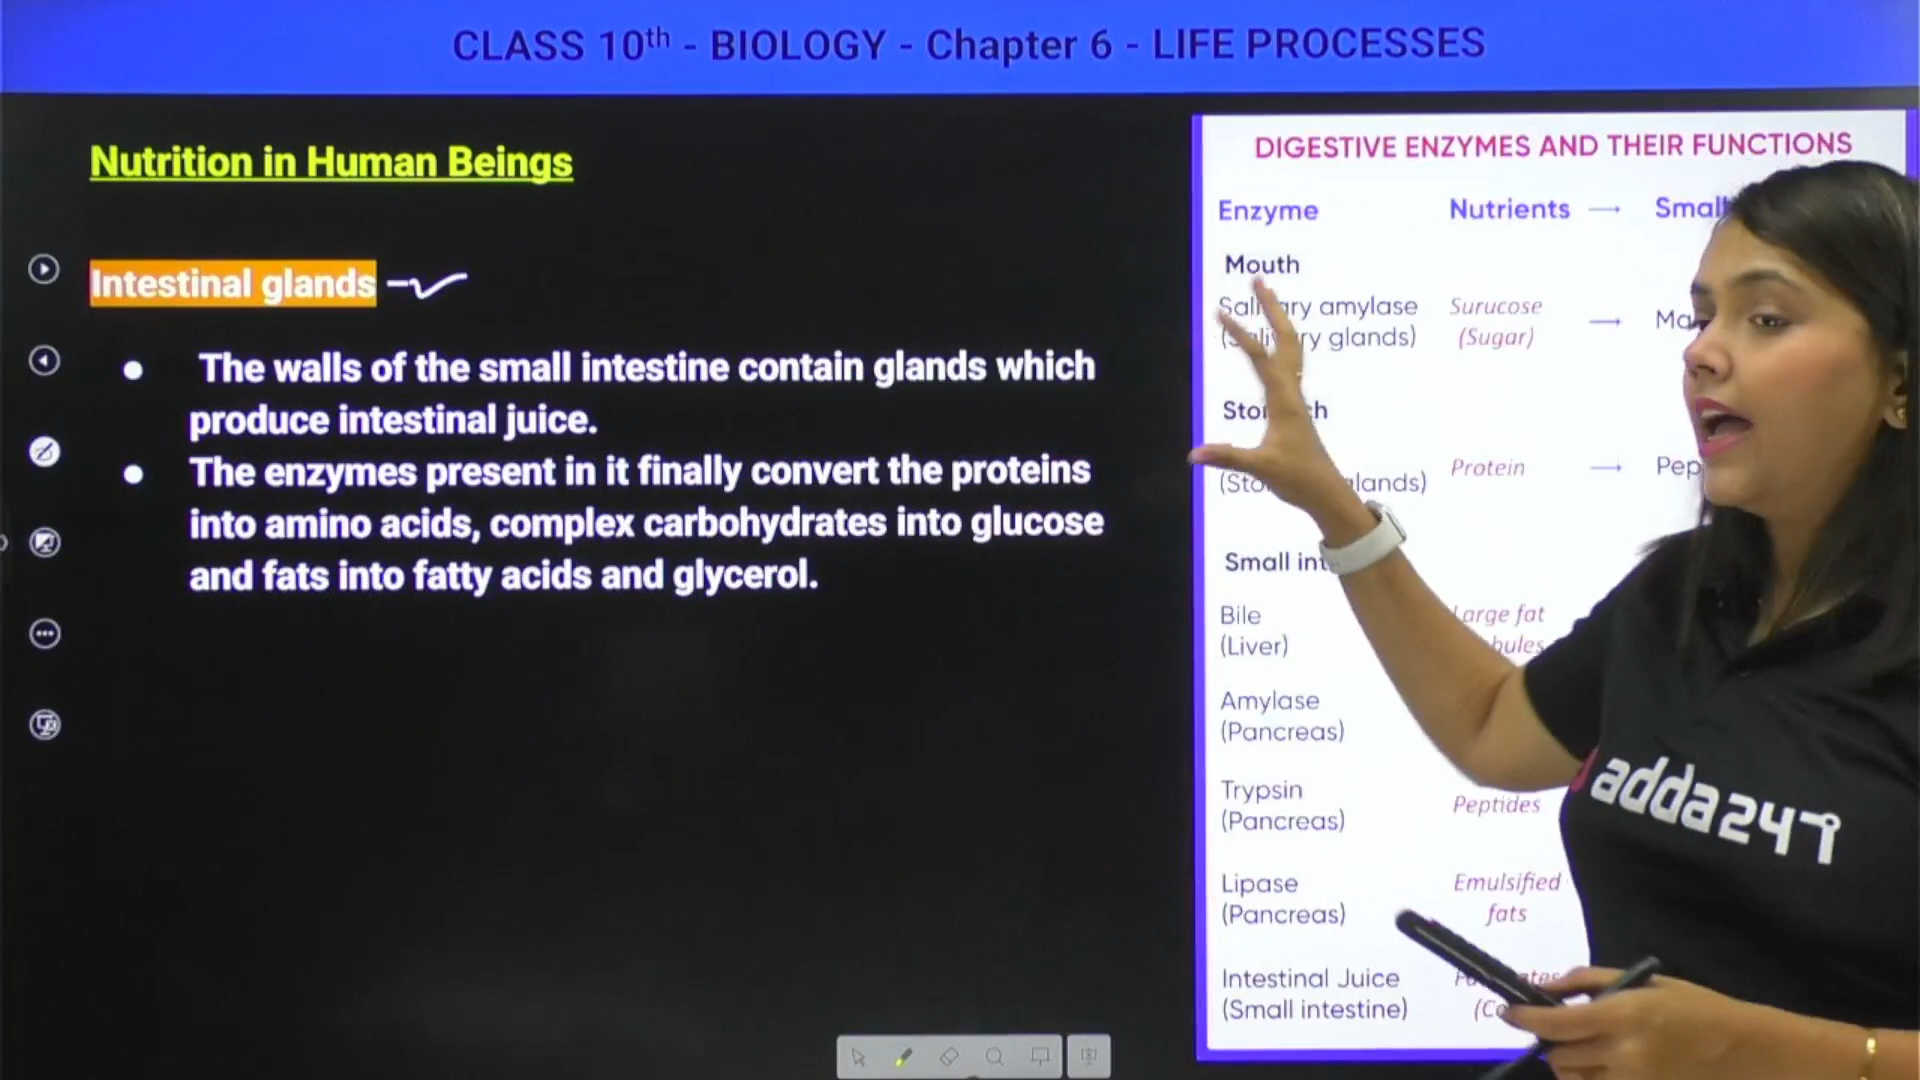 CLASS 10th - BIOLOGY - Chapter 6 - LIFE PROCESSES
Nutrition in Human Beings
Intestinal glands
The walls of the small intestine contain glands which
produce intestinal juice.
The enzymes present in it finally convert the proteins
into amino acids, complex carbohydrates into glucose
and fats into fatty acids and glycerol.
DIGESTIVE ENZYMES AND THEIR FUNCTIONS
Enzyme Nutrients → Small
Mouth
amylase Surucose →
glands) (Sugar)
Protein →
Small
Bile Large fat
(Liver)
Amylase
(Pancreas)
Trypsin Peptides
(Pancreas)
Lipase Emulsified
(Pancreas) fats
Intestinal Juice
(Small intestine)
adda247